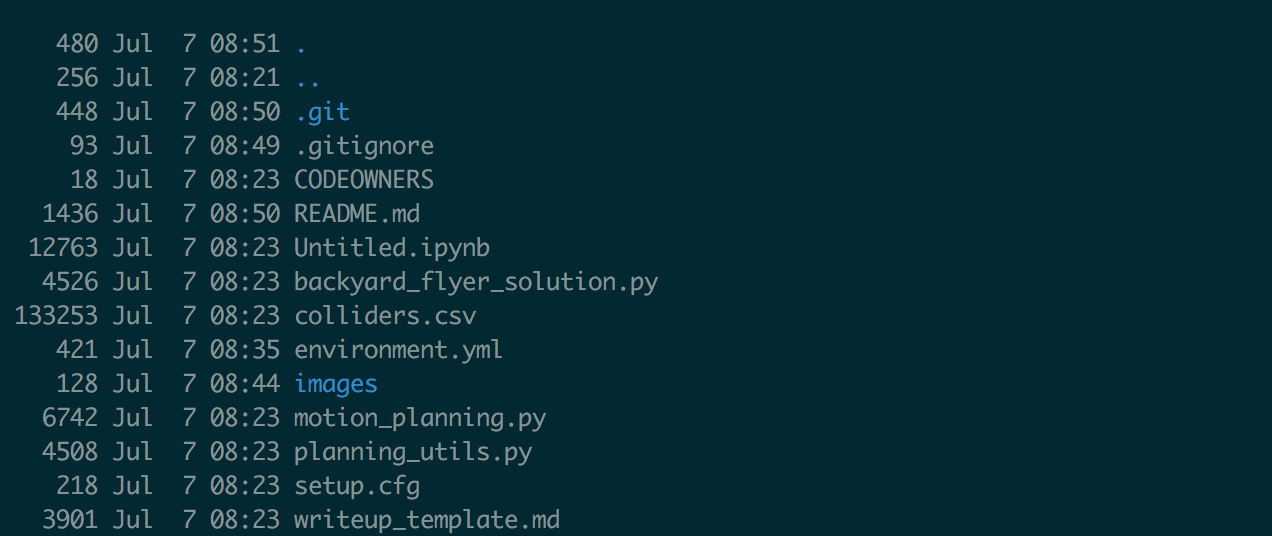 480 Jul  7 08:51 .
256 Jul  7 08:21 ..
448 Jul  7 08:50 .git
93 Jul  7 08:49 .gitignore
18 Jul  7 08:23 CODEOWNERS
1436 Jul  7 08:50 README.md
12763 Jul  7 08:23 Untitled.ipynb
4526 Jul  7 08:23 backyard_flyer_solution.py
133253 Jul  7 08:23 colliders.csv
421 Jul  7 08:35 environment.yml
128 Jul  7 08:44 images
6742 Jul  7 08:23 motion_planning.py
4508 Jul  7 08:23 planning_utils.py
218 Jul  7 08:23 setup.cfg
3901 Jul  7 08:23 writeup_template.md